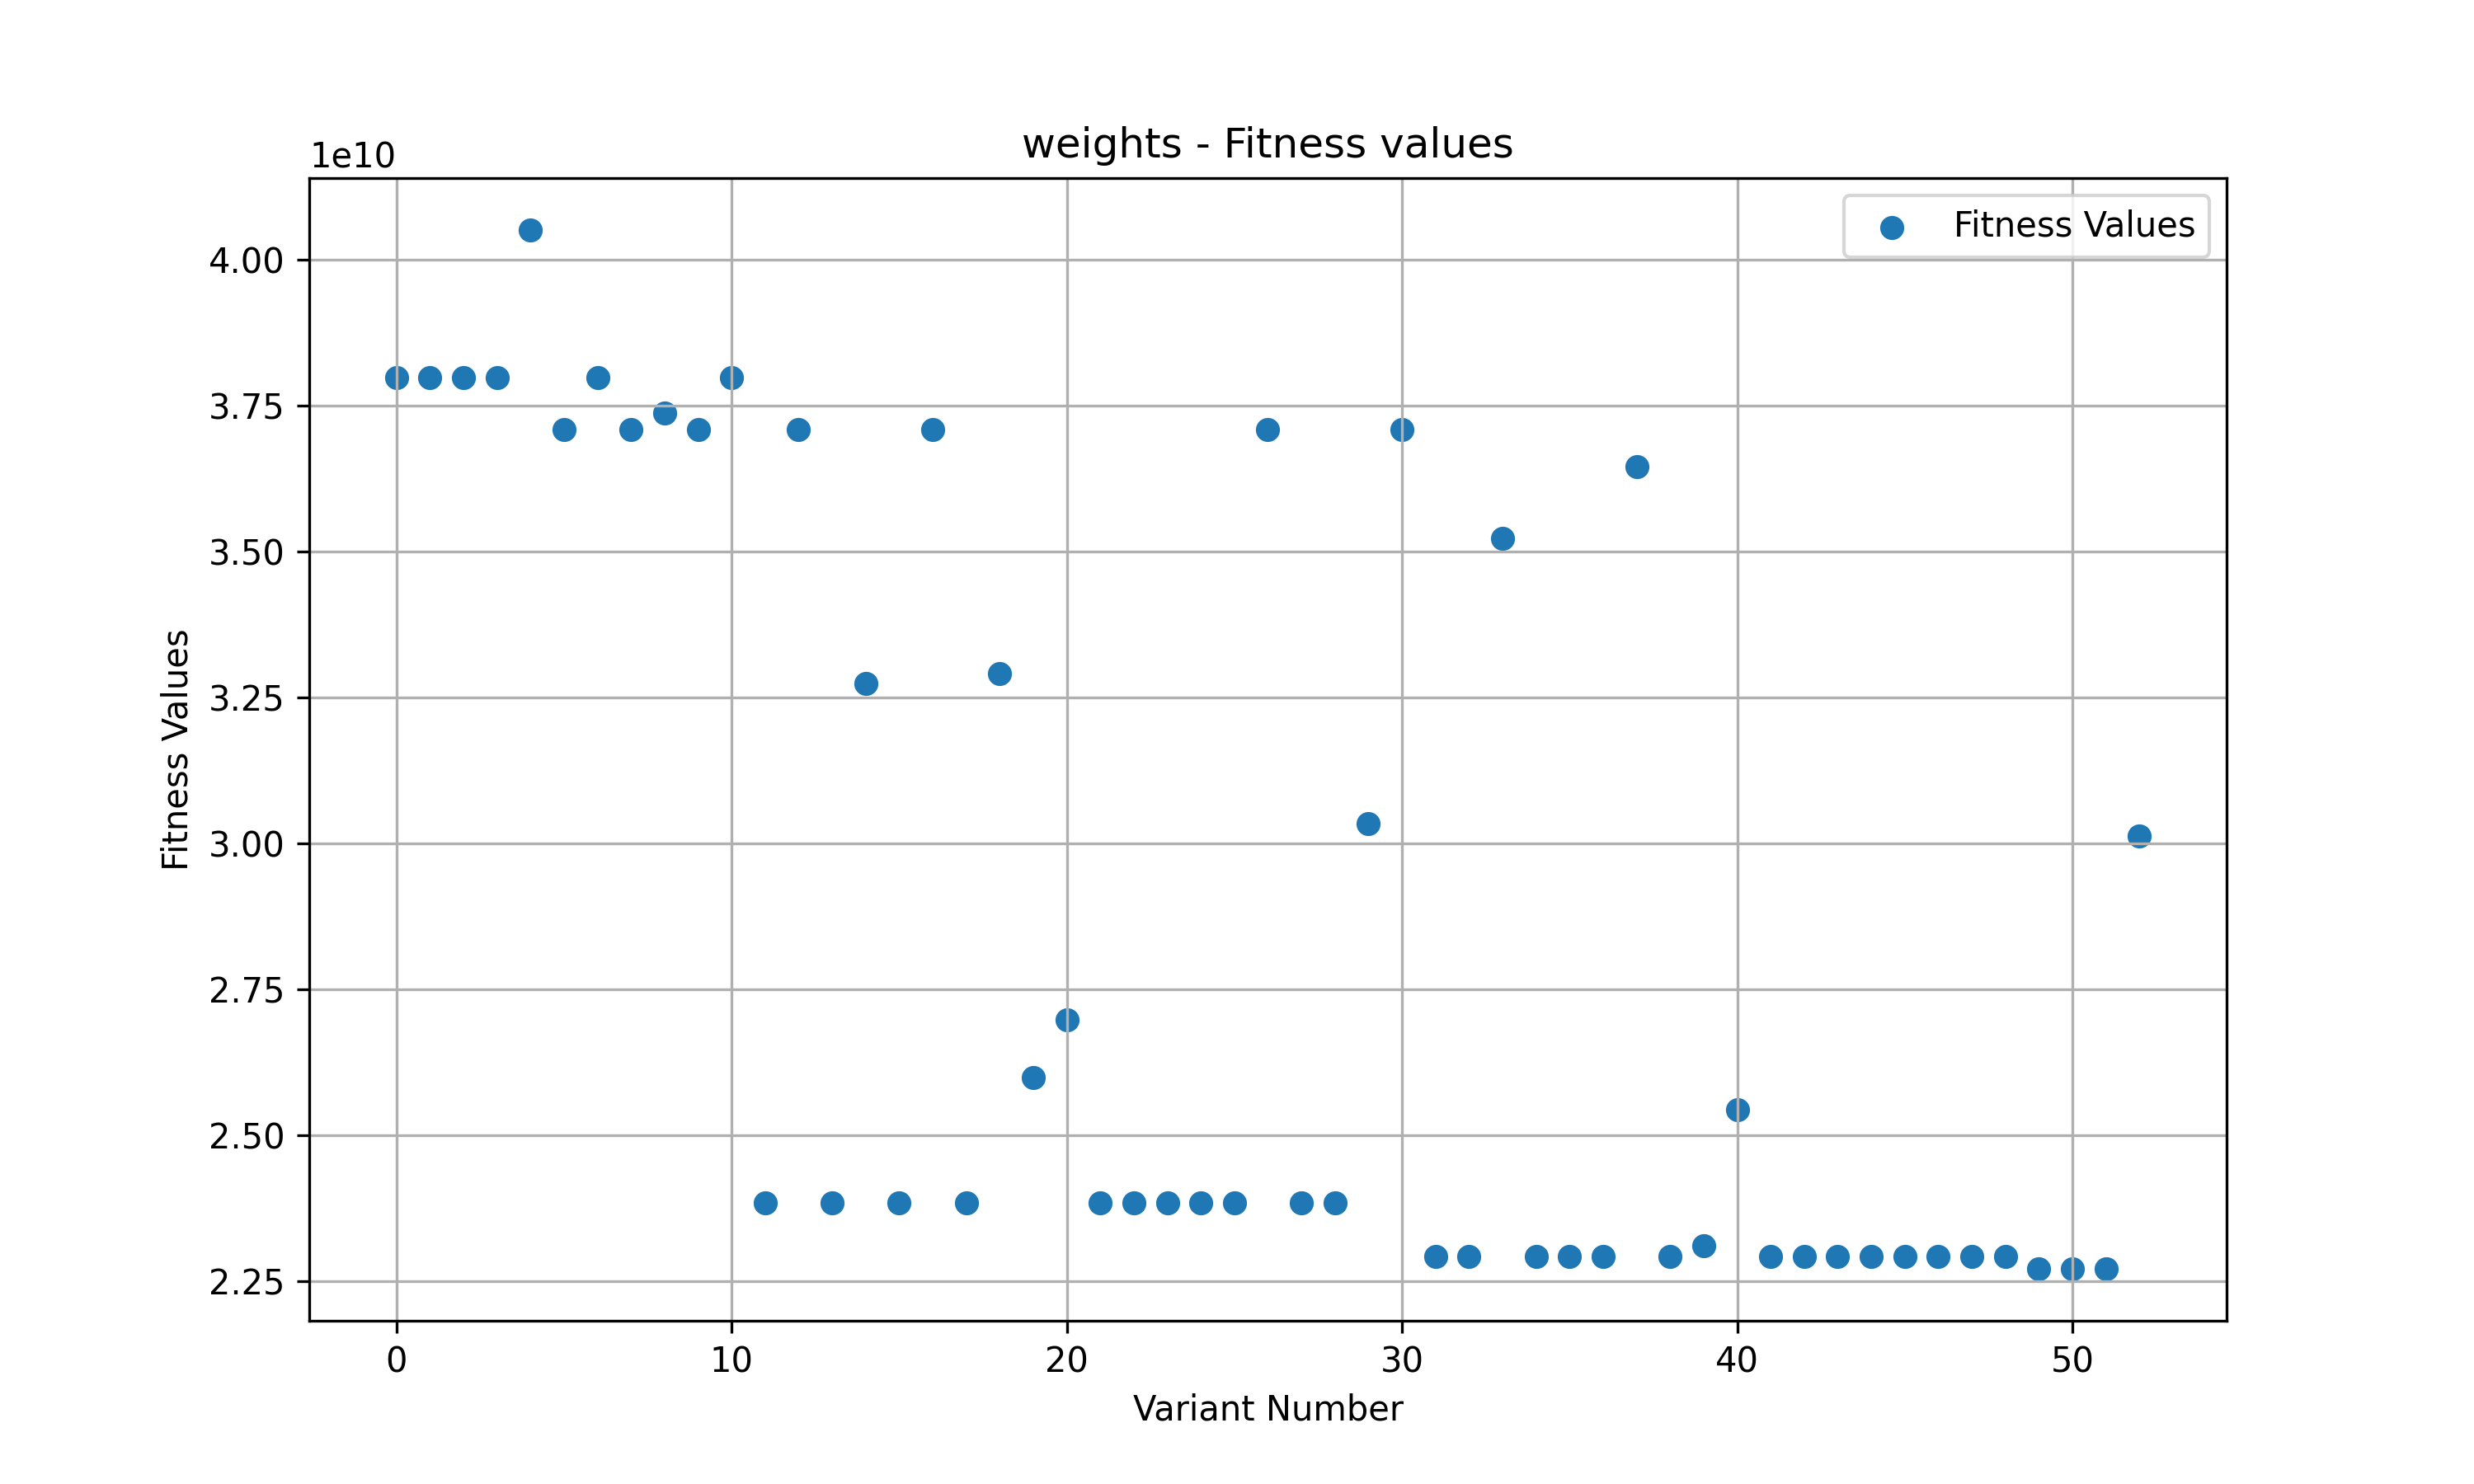 weights - Fitness values
1e10
Fitness Values
4.00
3.75
3.50
3.25
3.00
2.75
2.50
2.25
Fitness Values
0 10 20 30 40 50
Variant Number